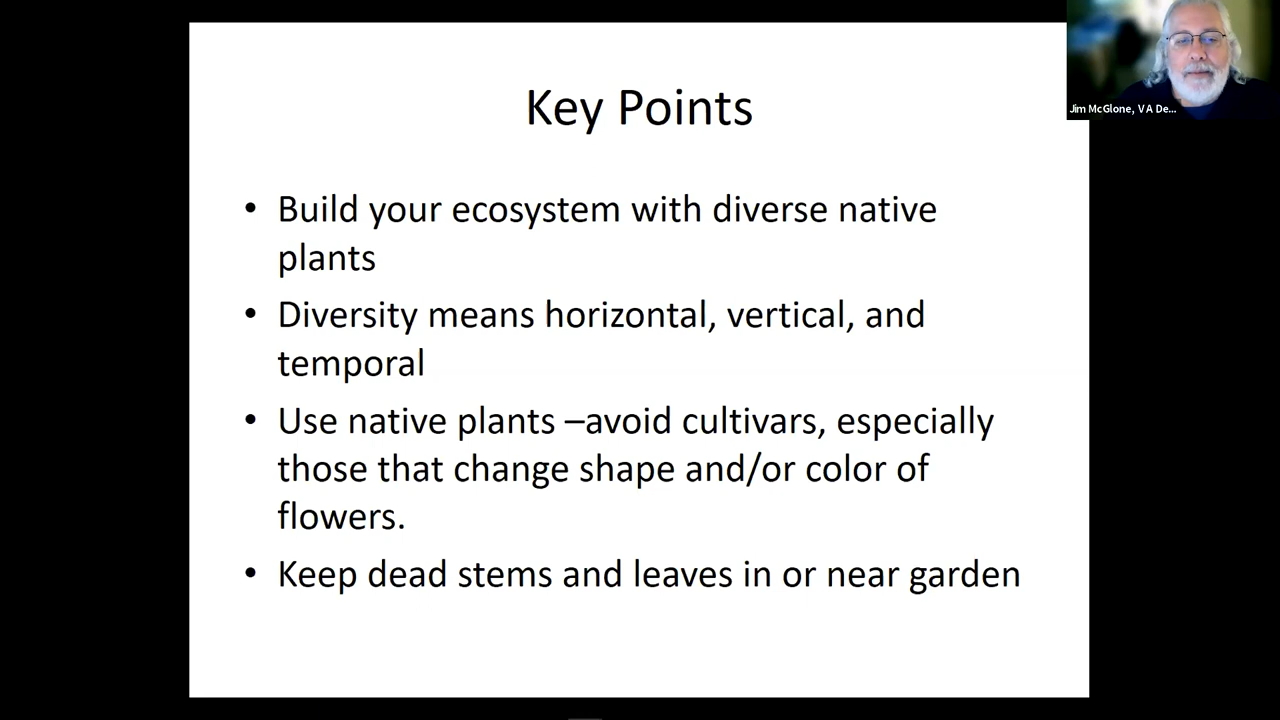 Key Points
• Build your ecosystem with diverse native
plants
• Diversity means horizontal, vertical, and
temporal
• Use native plants –avoid cultivars, especially
those that change shape and/or color of
flowers.
• Keep dead stems and leaves in or near garden
Jim McGlone, VA De...